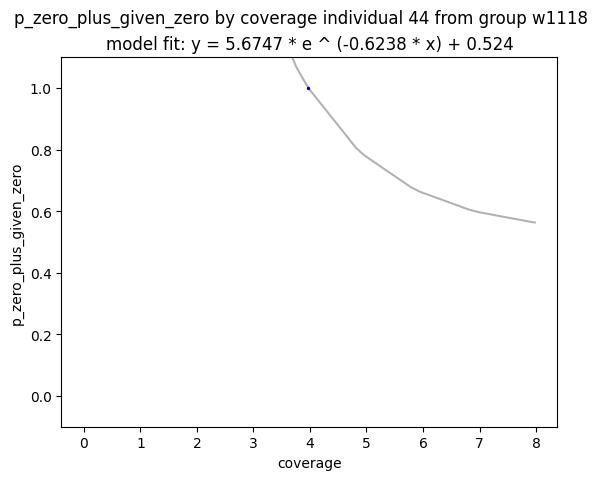 p_zero_plus_given_zero by coverage individual 44 from group w1118
model fit: y = 5.6747 * e ^ (-0.6238 * x) + 0.524
1.0
0.8
0.6
0.4
0.2
0.0
p_zero_plus_given_zero
0 1 2 3 4 5 6 7 8
coverage